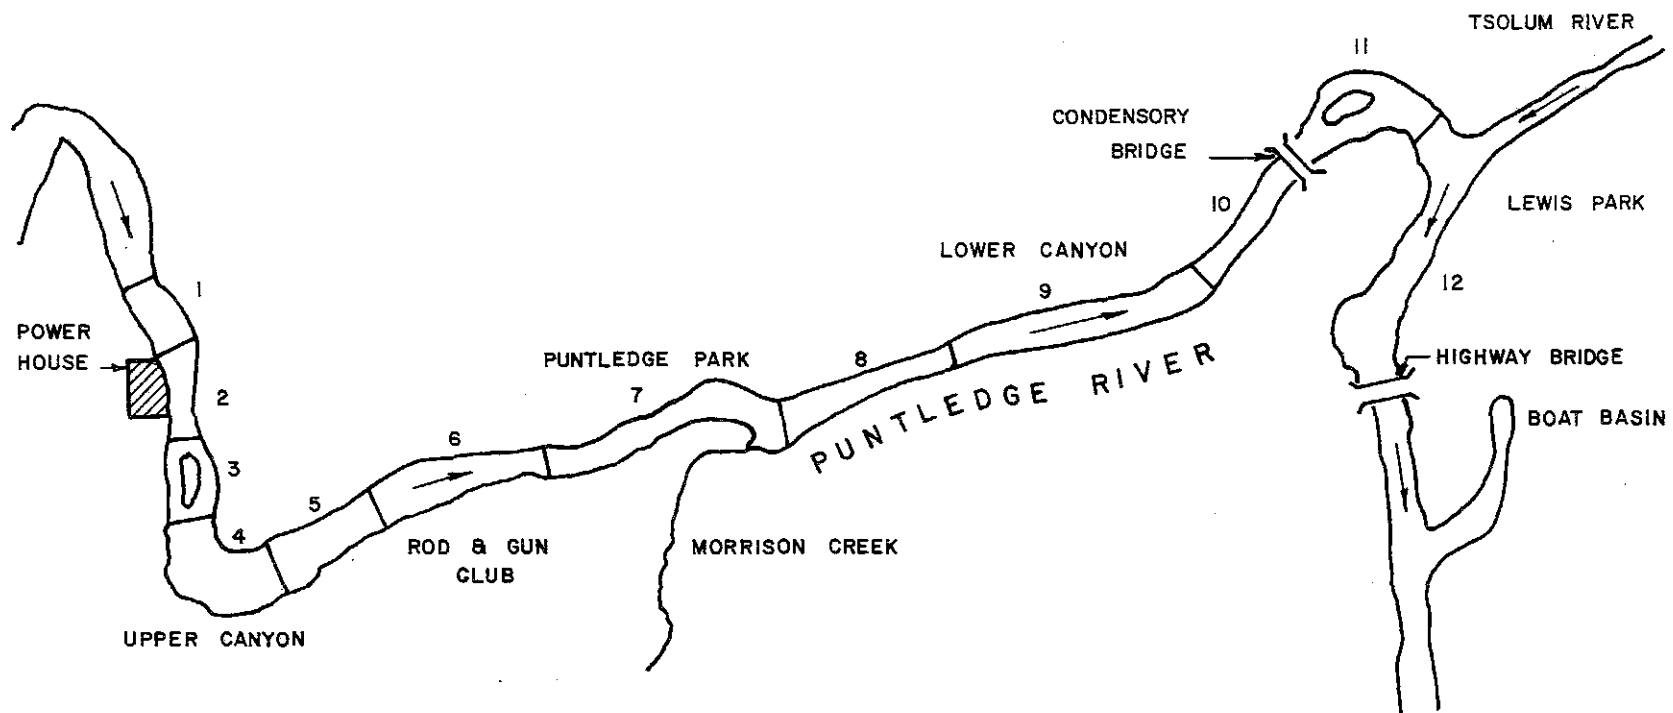 TSOLUM RIVER
11
CONDENSORY
BRIDGE
10
LEWIS PARK
LOWER CANYON
9
12
1
POWER
HOUSE
2
PUNTLEDGE PARK
7
8
PUNTLEDGE RIVER
HIGHWAY BRIDGE
BOAT BASIN
6
3
5
4
ROD & GUN
CLUB
MORRISON CREEK
UPPER CANYON